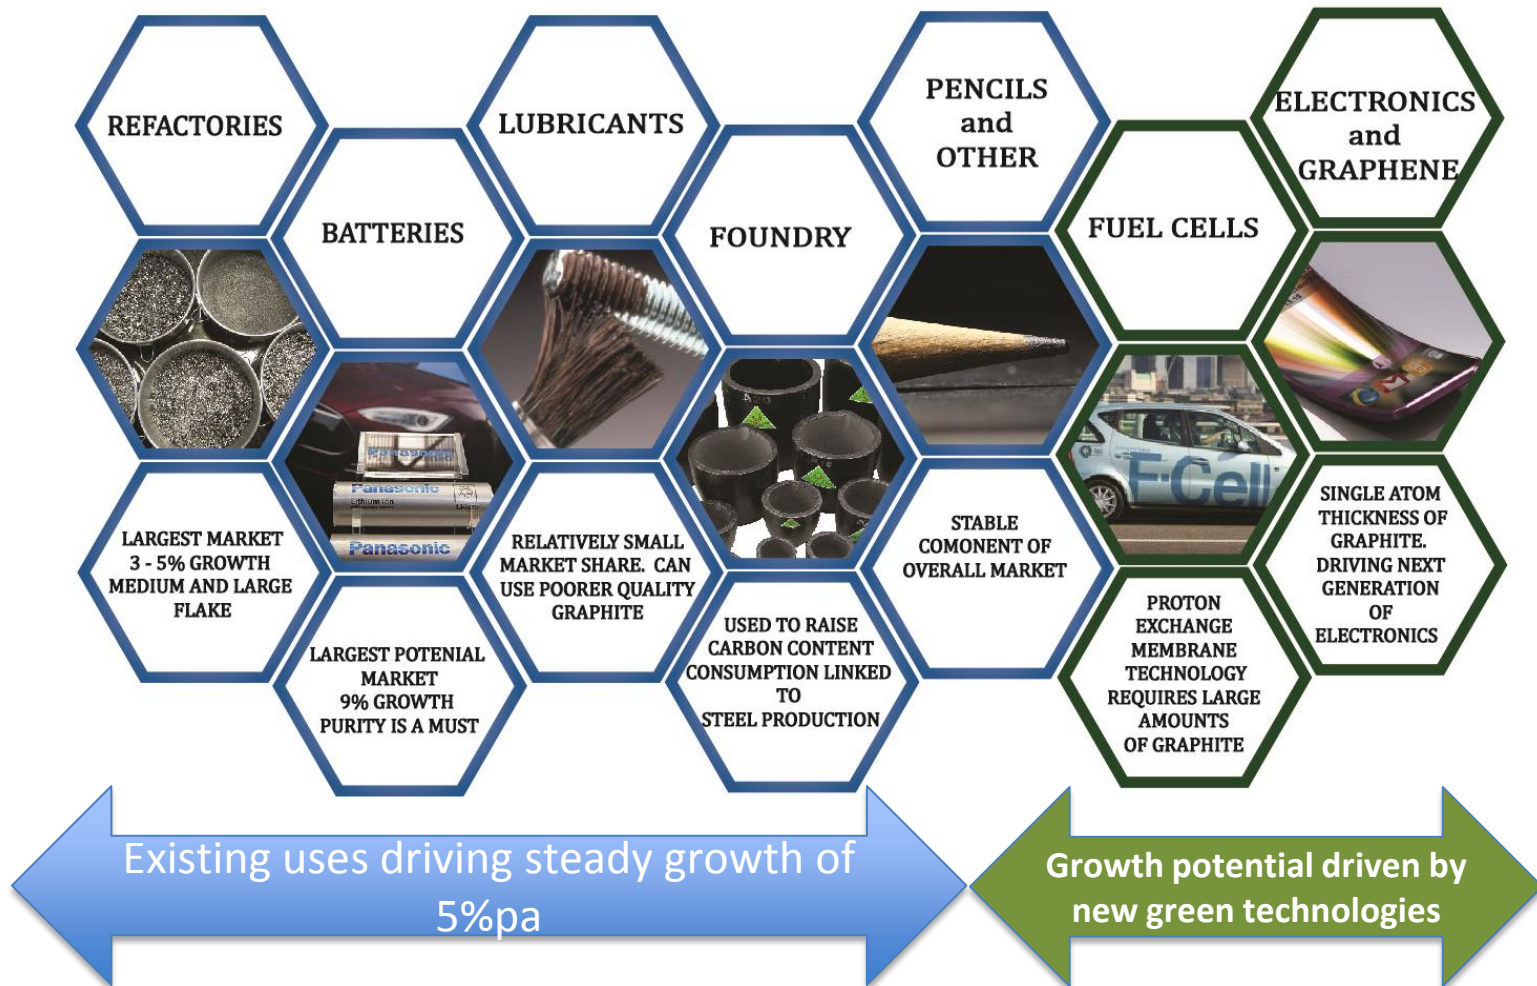 REFACTORIES
BATTERIES
LUBRICANTS
FOUNDRY
PENCILS
and
OTHER
FUEL CELLS
ELECTRONICS
and
GRAPHENE
Panasonic
Panasonic
Lithium Ion
Panasonic
A20
F-Cell
LARGEST MARKET
3 - 5% GROWTH
MEDIUM AND LARGE
FLAKE
LARGEST POTENIAL
MARKET
9% GROWTH
PURITY IS A MUST
RELATIVELY SMALL
MARKET SHARE. CAN
USE POORER QUALITY
GRAPHITE
USED TO RAISE
CARBON CONTENT
CONSUMPTION LINKED
TO
STEEL PRODUCTION
STABLE
COMONENT OF
OVERALL MARKET
PROTON
EXCHANGE
MEMBRANE
TECHNOLOGY
REQUIRES LARGE
AMOUNTS
OF GRAPHITE
SINGLE ATOM
THICKNESS OF
GRAPHITE.
DRIVING NEXT
GENERATION
OF
ELECTRONICS
Existing uses driving steady growth of
5%pa
Growth potential driven by
new green technologies